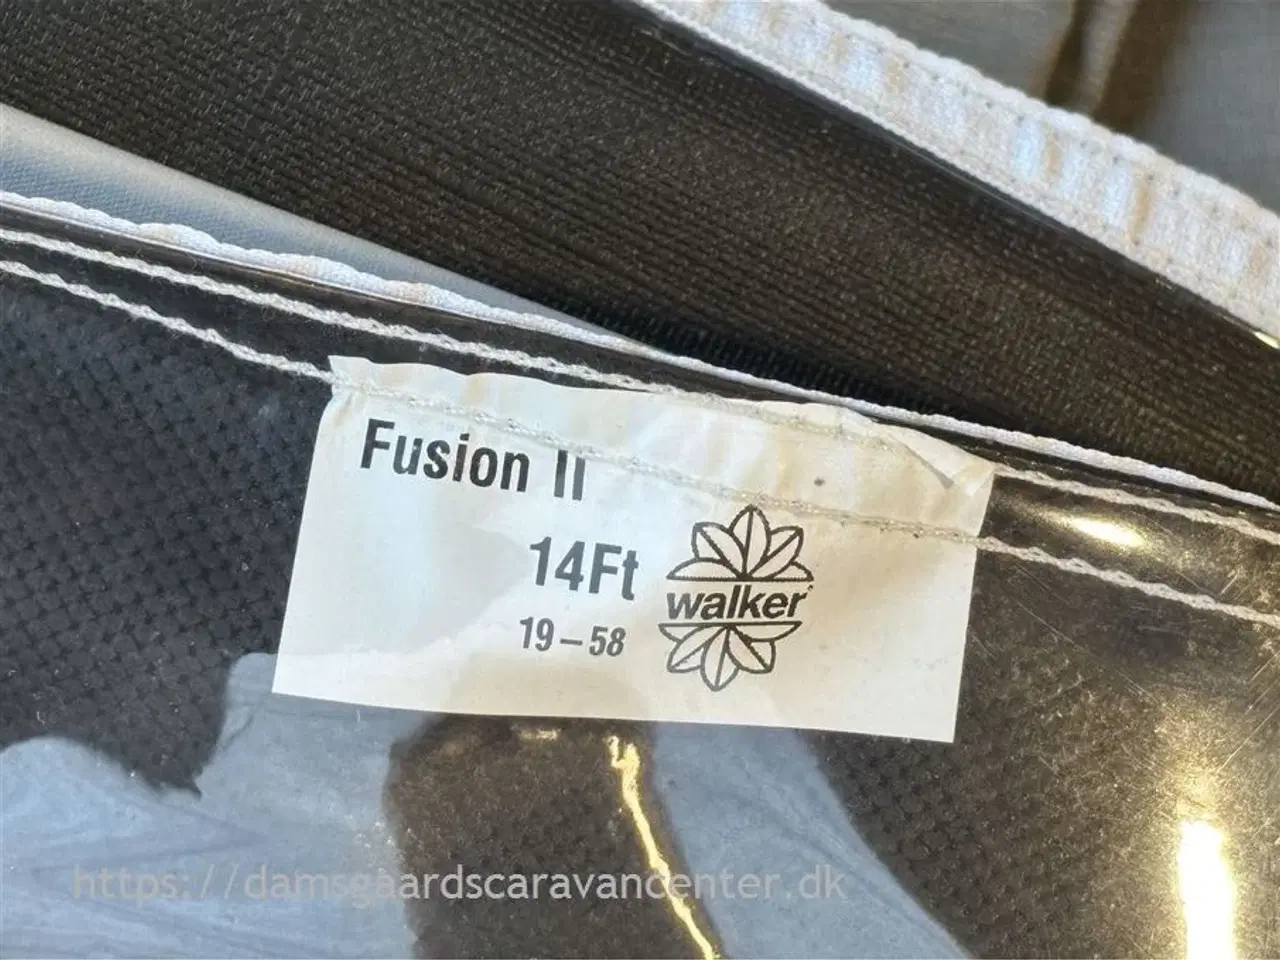 Fusion II
14Ft
walker
19-58
https://damsgaardscaravancenter.dk